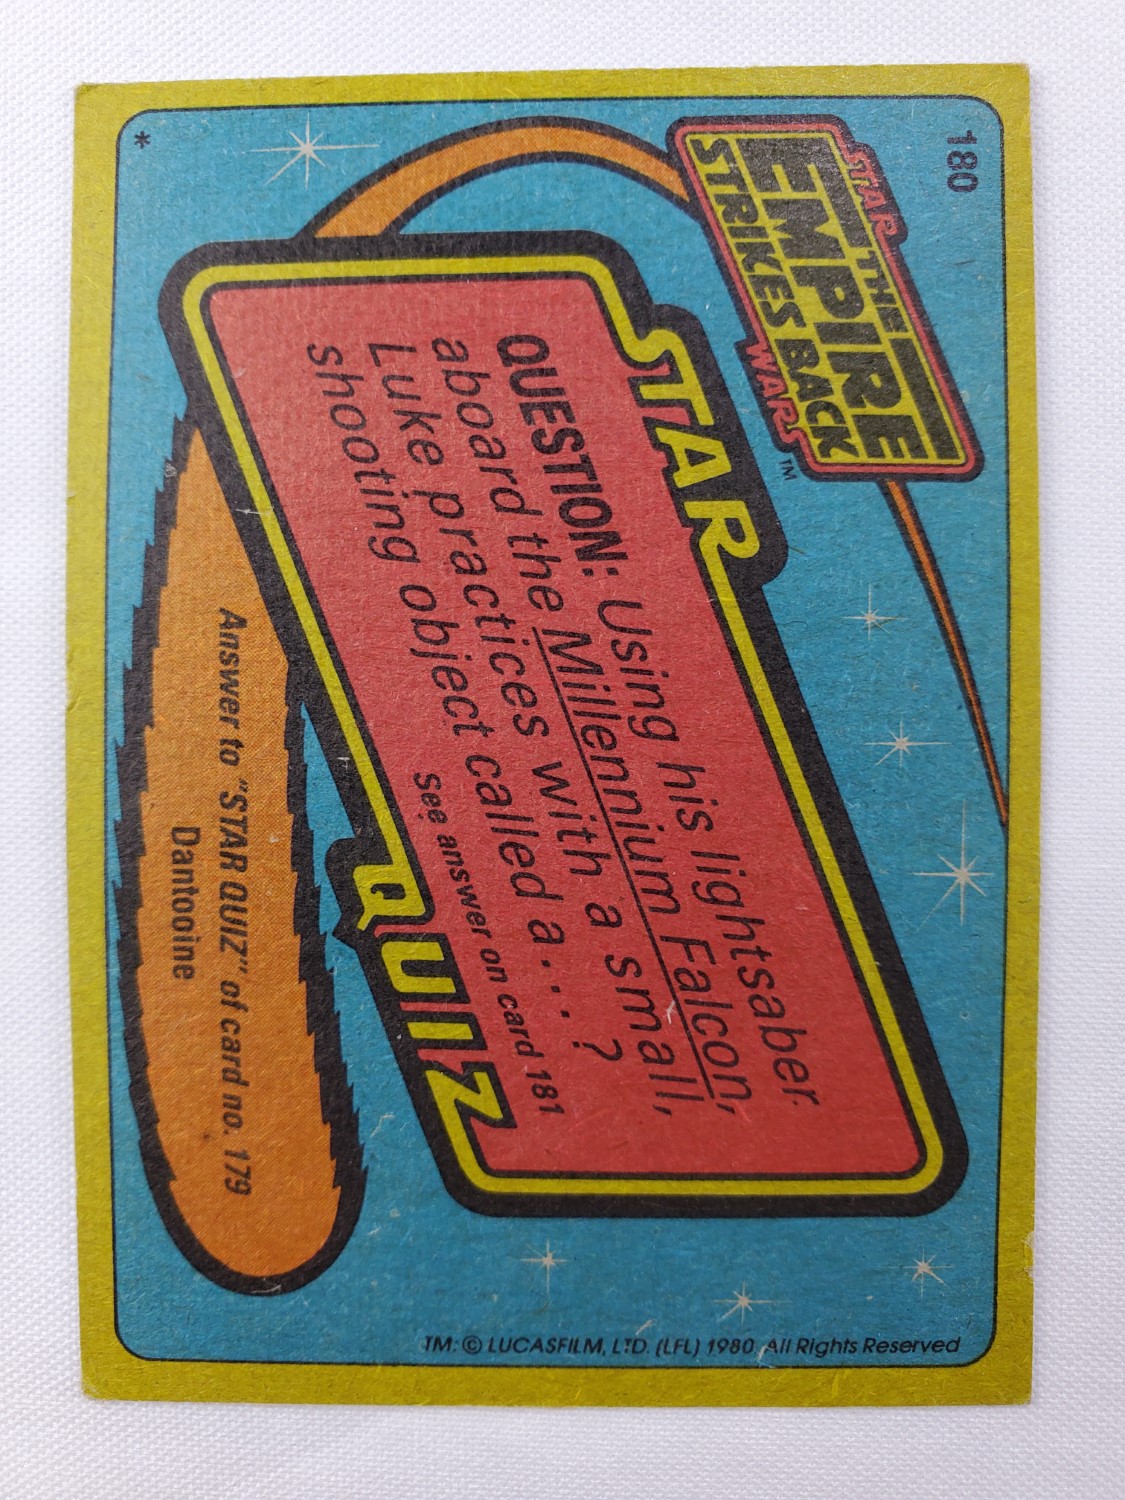 180
STAR
THE
EMPIRE
STRIKES BACK
WARS™
STAR
QUESTION: Using his lightsaber
aboard the Millennium Falcon,
Luke practices with a small,
shooting object called a... ?
See answer on card 181
QUIZ
Answer to "STAR QUIZ" of card no. 179
Dantooine
*
TM: © LUCASFILM, LTD. (LFL) 1980. All Rights Reserved